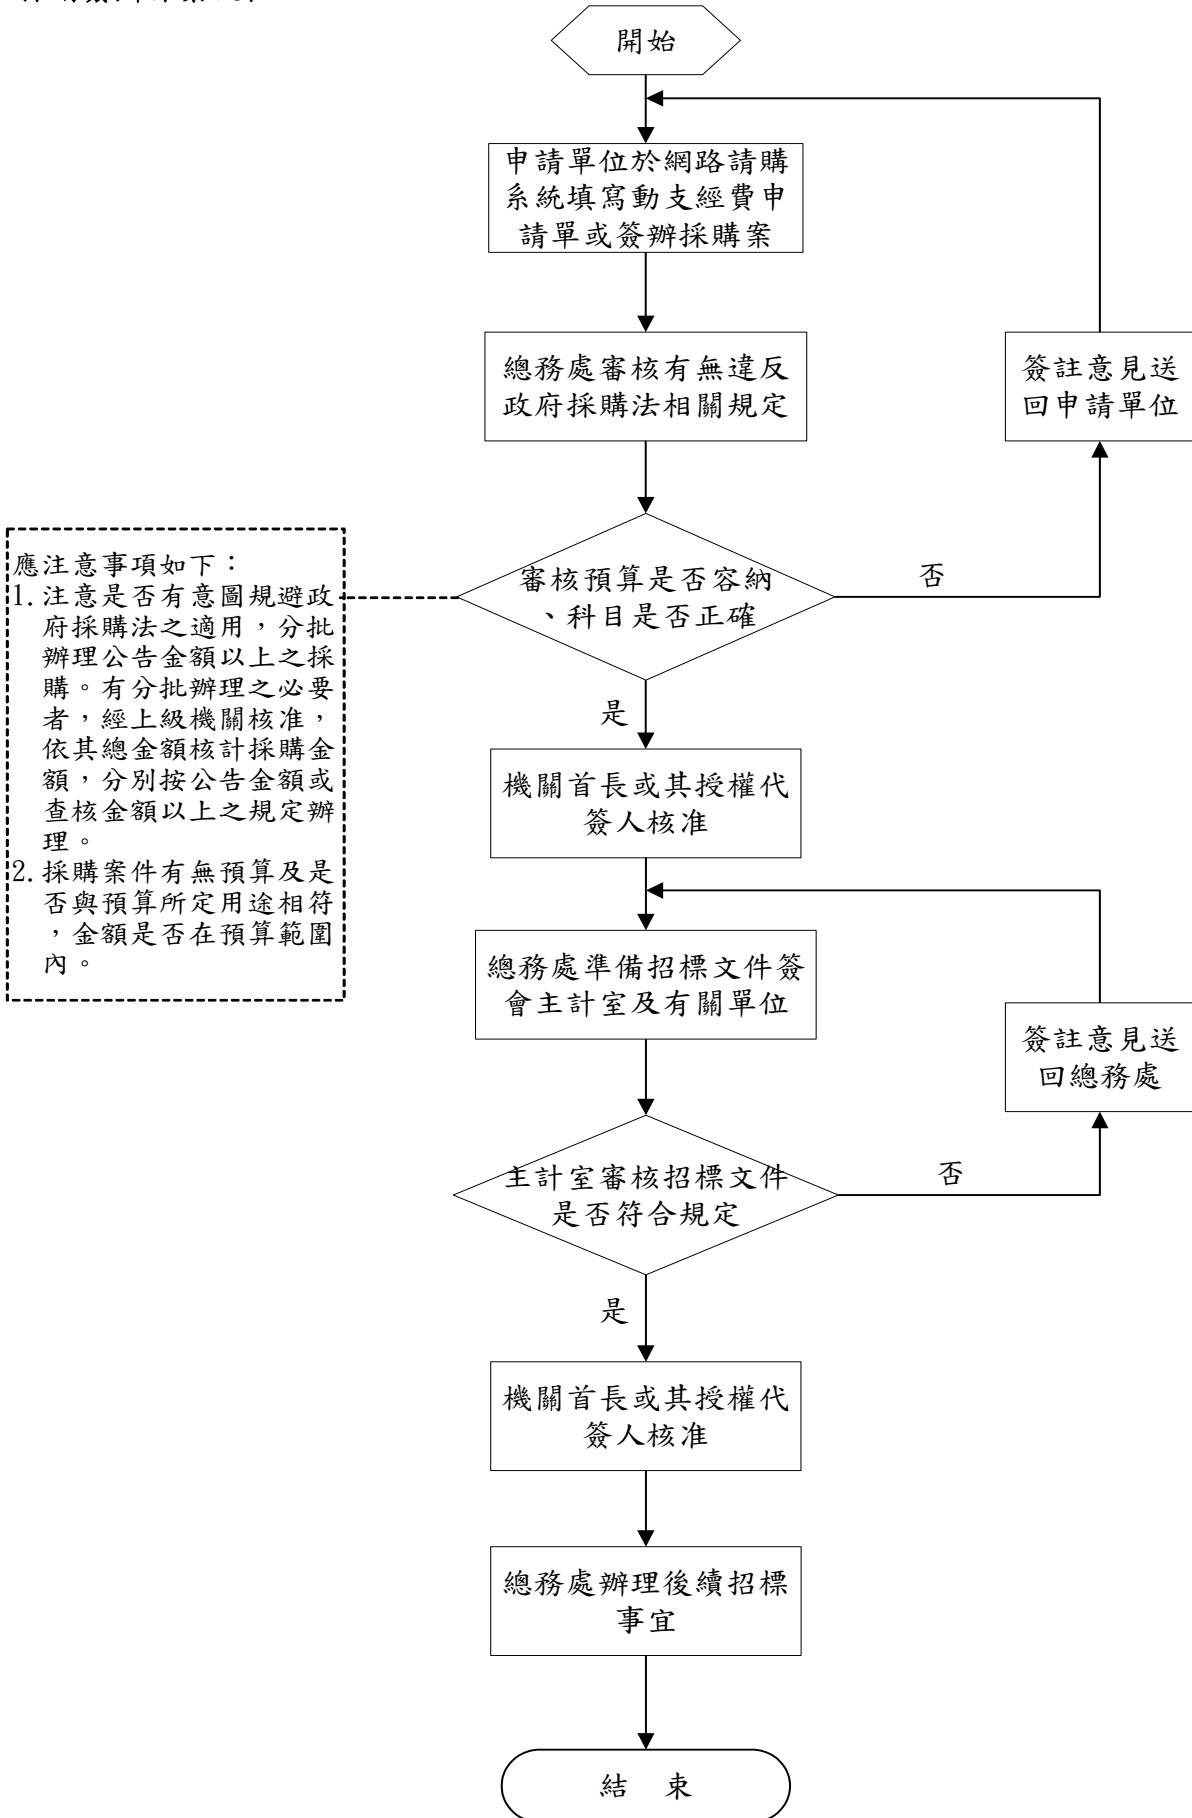 開始
申請單位於網路請購
系統填寫動支經費申
請單或簽辦採購案
總務處審核有無違反
政府採購法相關規定
簽註意見送
回申請單位
應注意事項如下：
1.注意是否有意圖規避政
府採購法之適用，分批
辦理公告金額以上之採
購。有分批辦理之必要
者，經上級機關核准，
依其總金額核計採購金
額，分別按公告金額或
查核金額以上之規定辦
理。
2.採購案件有無預算及是
否與預算所定用途相符
，金額是否在預算範圍
內。
審核預算是否容納
、科目是否正確
否
是
機關首長或其授權代
簽人核准
總務處準備招標文件簽
會主計室及有關單位
簽註意見送
回總務處
主計室審核招標文件
是否符合規定
否
是
機關首長或其授權代
簽人核准
總務處辦理後續招標
事宜
結 束